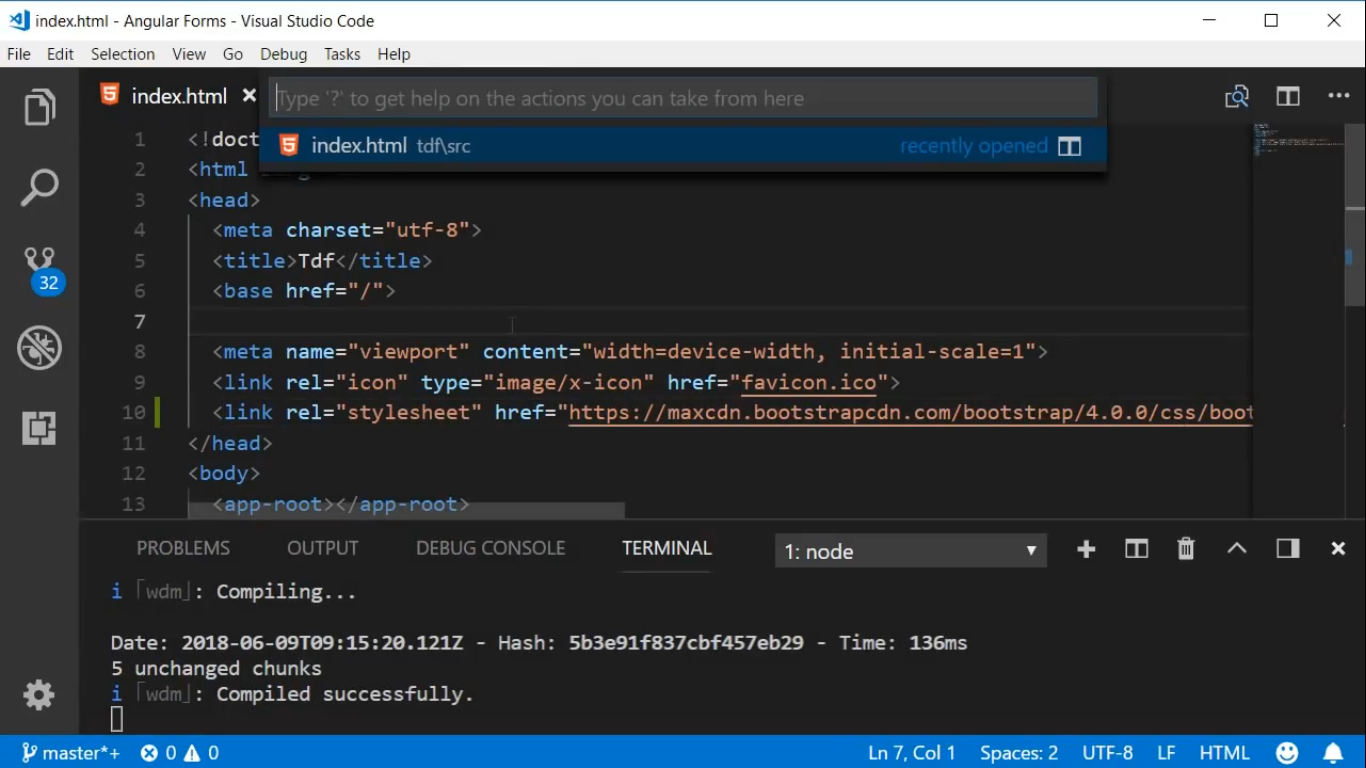 index.html - Angular Forms - Visual Studio Code
File Edit Selection View Go Debug Tasks Help
index.html
Type '?' to get help on the actions you can take from here
index.html tdf\src recently opened
1 <!doct
2 <html
3 <head>
4 <meta charset="utf-8">
5 <title>Tdf</title>
6 <base href="/">
7
8 <meta name="viewport" content="width=device-width, initial-scale=1">
9 <link rel="icon" type="image/x-icon" href="favicon.ico">
10 <link rel="stylesheet" href="https://maxcdn.bootstrapcdn.com/bootstrap/4.0.0/css/boot
11 </head>
12 <body>
13 <app-root></app-root>
32
PROBLEMS OUTPUT DEBUG CONSOLE TERMINAL 1: node
i ｢wdm｣: Compiling...
Date: 2018-06-09T09:15:20.121Z - Hash: 5b3e91f837cbf457eb29 - Time: 136ms
5 unchanged chunks
i ｢wdm｣: Compiled successfully.
master*+ 0 0 Ln 7, Col 1 Spaces: 2 UTF-8 LF HTML